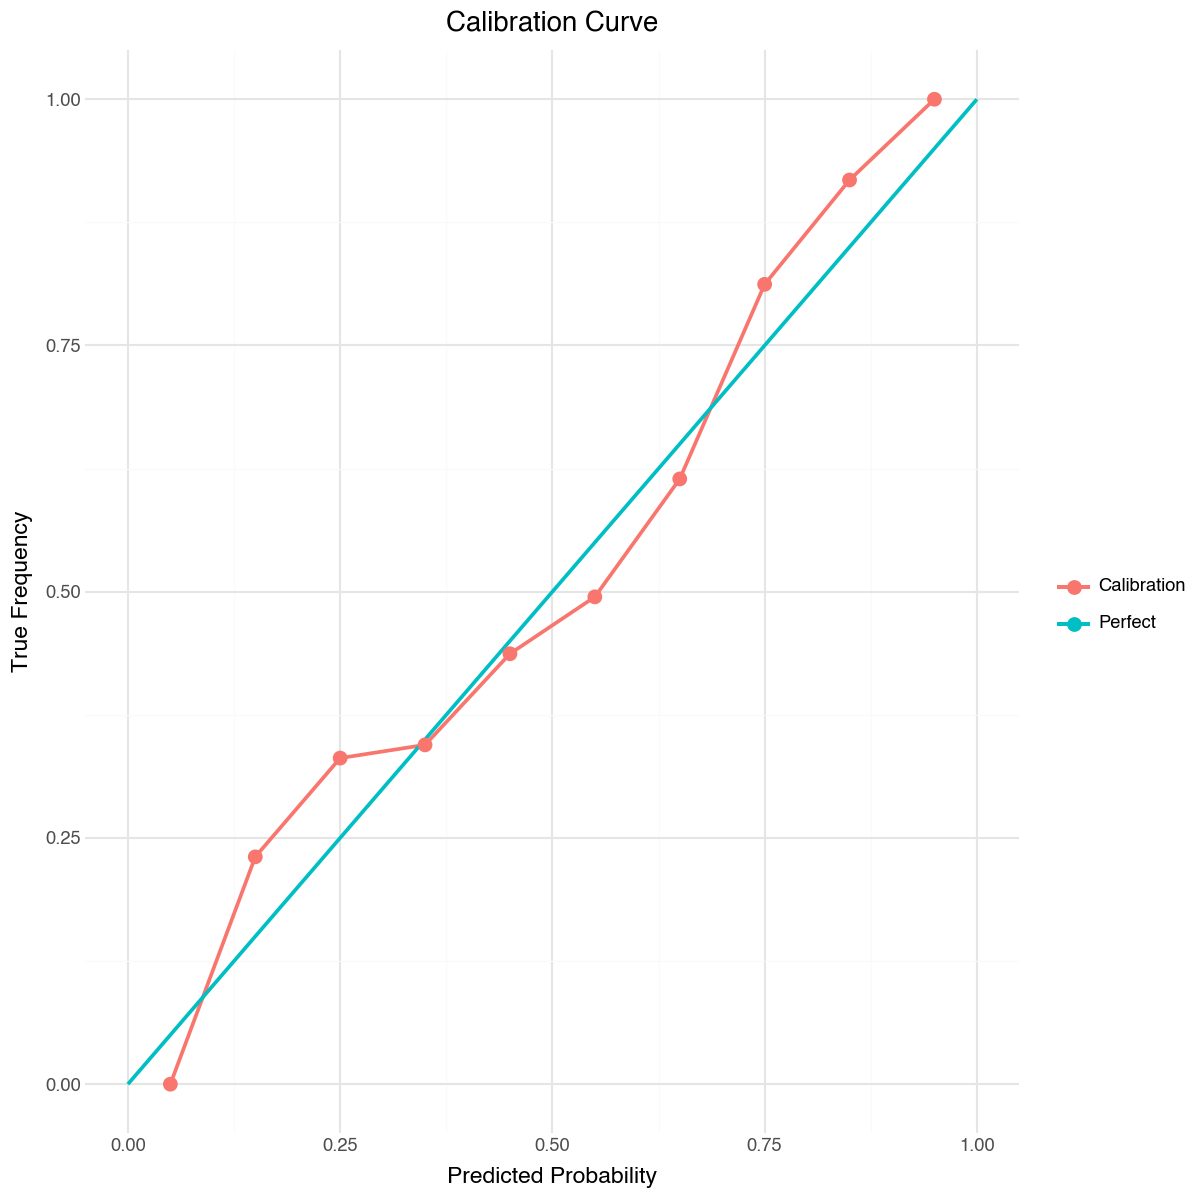 Calibration Curve
1.00
0.75
0.50
0.25
0.00
True Frequency
0.00 0.25 0.50 0.75 1.00
Predicted Probability
Calibration
Perfect